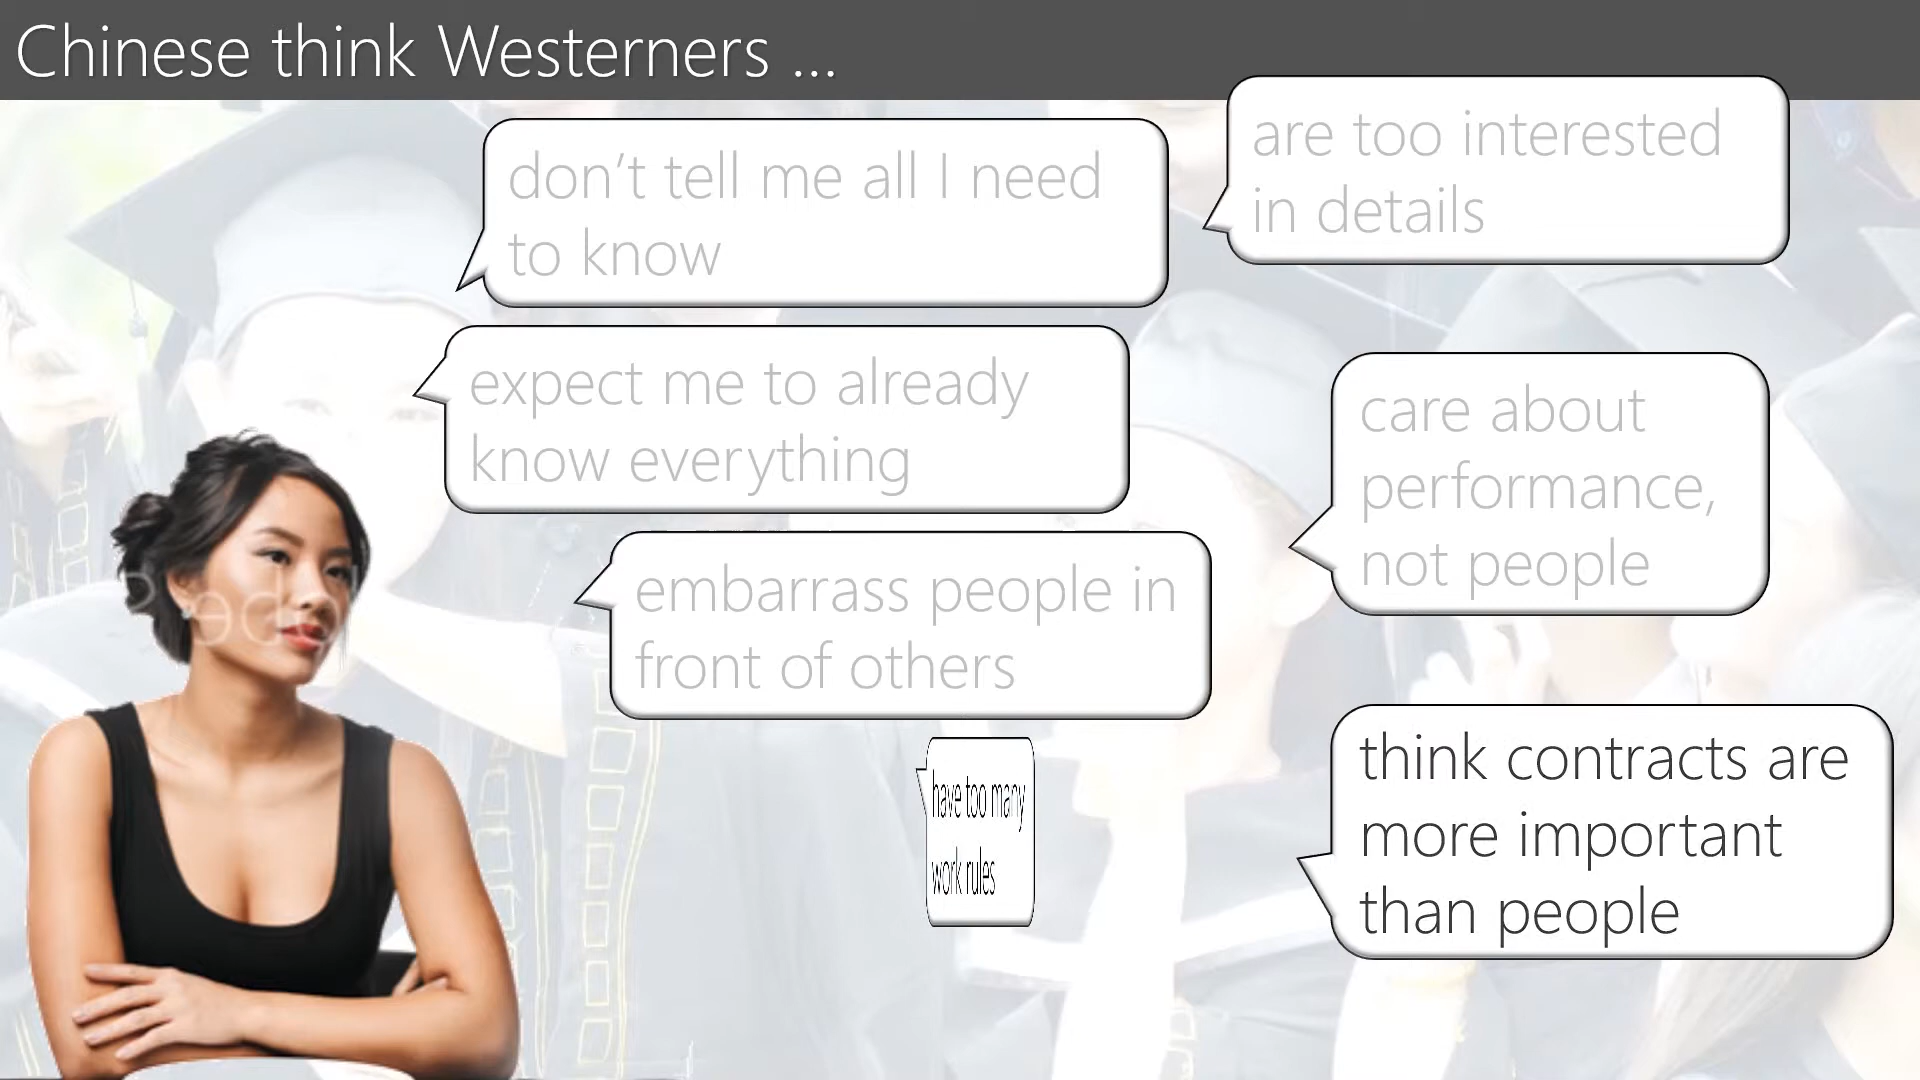 Chinese think Westerners ...
don't tell me all I need
to know
are too interested
in details
expect me to already
know everything
care about
performance,
not people
embarrass people in
front of others
have too many
work rules
think contracts are
more important
than people